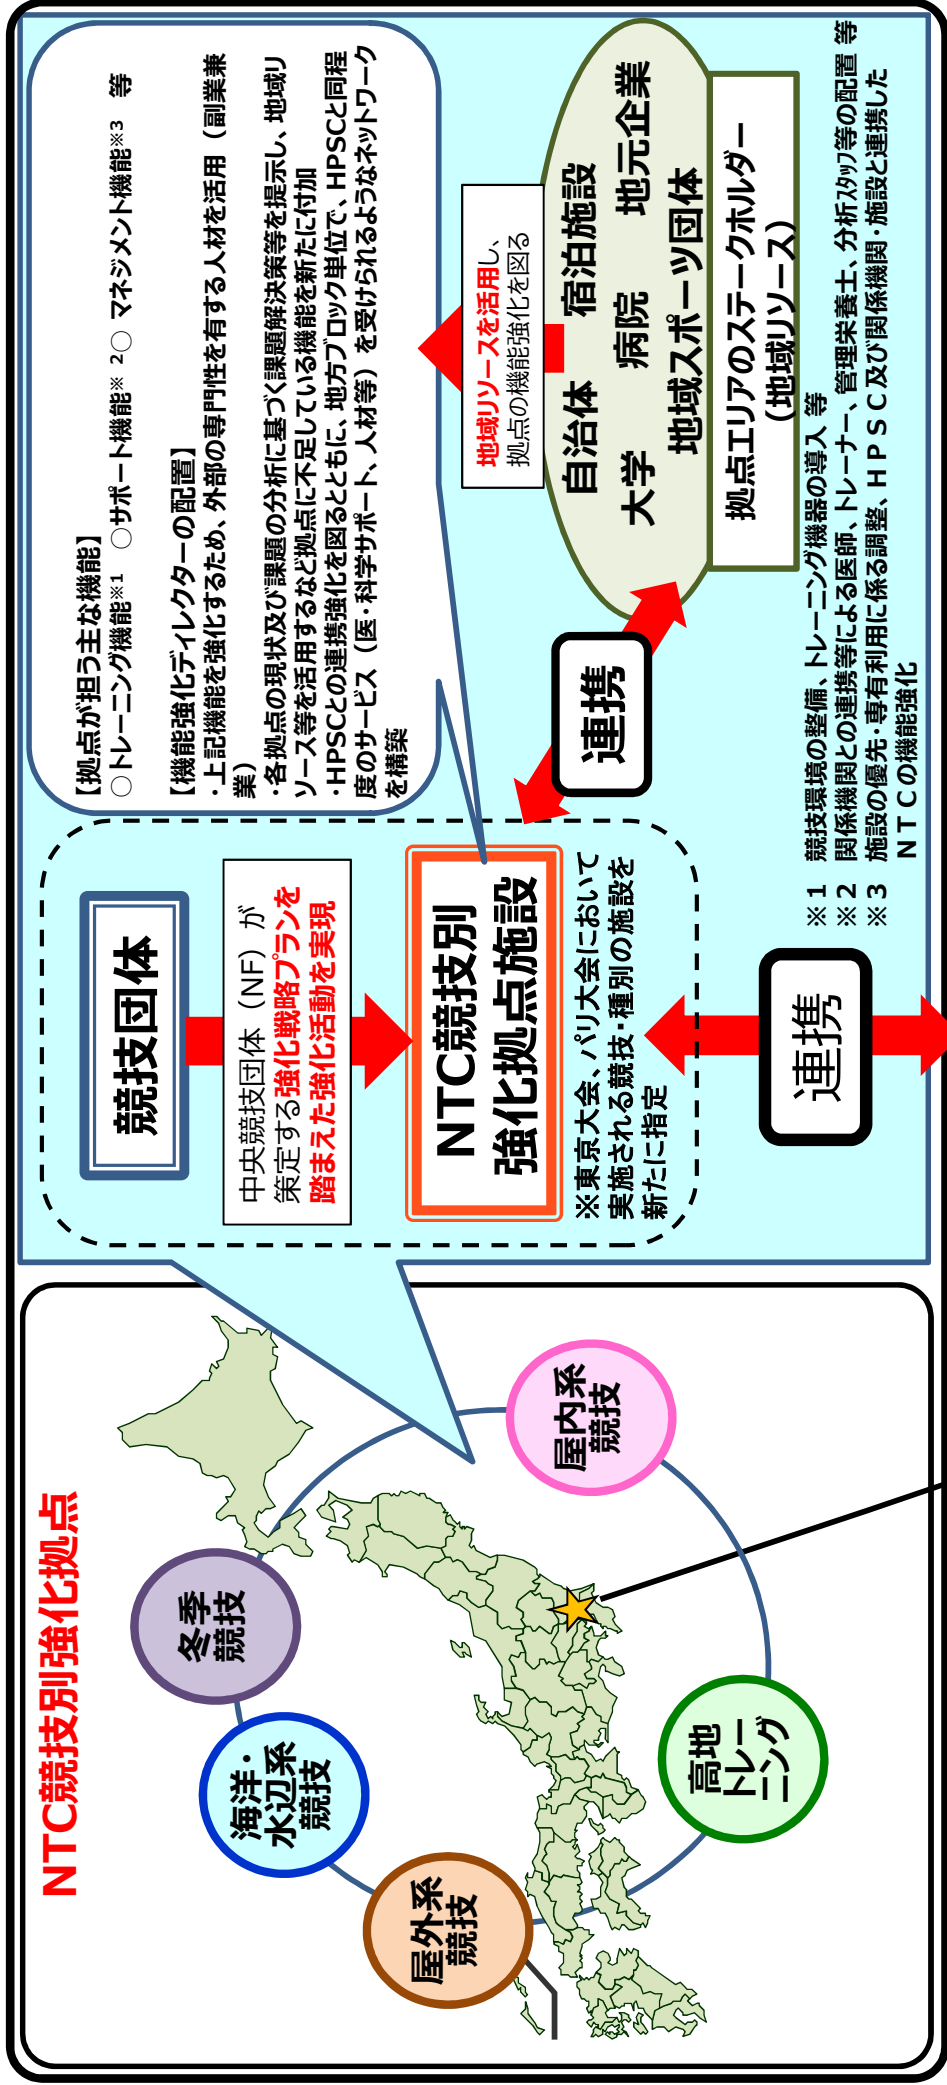 NTC競技別強化拠点
冬季
競技
海洋・
水辺系
競技
屋外系
競技
屋内系
競技
高地
トレー
ニング
競技団体
中央競技団体（NF）が
策定する強化戦略プランを
踏まえた強化活動を実現
NTC競技別
強化拠点施設
※東京大会、パリ大会において
実施される競技・種別の施設を
新たに指定
【拠点が担う主な機能】
○トレーニング機能※1　○サポート機能※2○ マネジメント機能※3　等
【機能強化ディレクターの配置】
・上記機能を強化するため、外部の専門性を有する人材を活用（副業兼
業）
・各拠点の現状及び課題の分析に基づく課題解決策等を提示し、地域リ
ソース等を活用するなど拠点に不足している機能を新たに付加
・HPSCとの連携強化を図るとともに、地方ブロック単位で、HPSCと同程
度のサービス（医・科学サポート、人材等）を受けられるようなネットワーク
を構築
地域リソースを活用し、
拠点の機能強化を図る
自治体　宿泊施設
大学　病院　地元企業
地域スポーツ団体
拠点エリアのステークホルダー
（地域リソース）
連携
連携
※１　競技環境の整備、トレーニング機器の導入 等
※２　関係機関との連携等による医師、トレーナー、管理栄養士、分析スタッフ等の配置 等
※３　施設の優先・専有利用に係る調整、ＨＰＳＣ及び関係機関・施設と連携した
ＮＴＣの機能強化